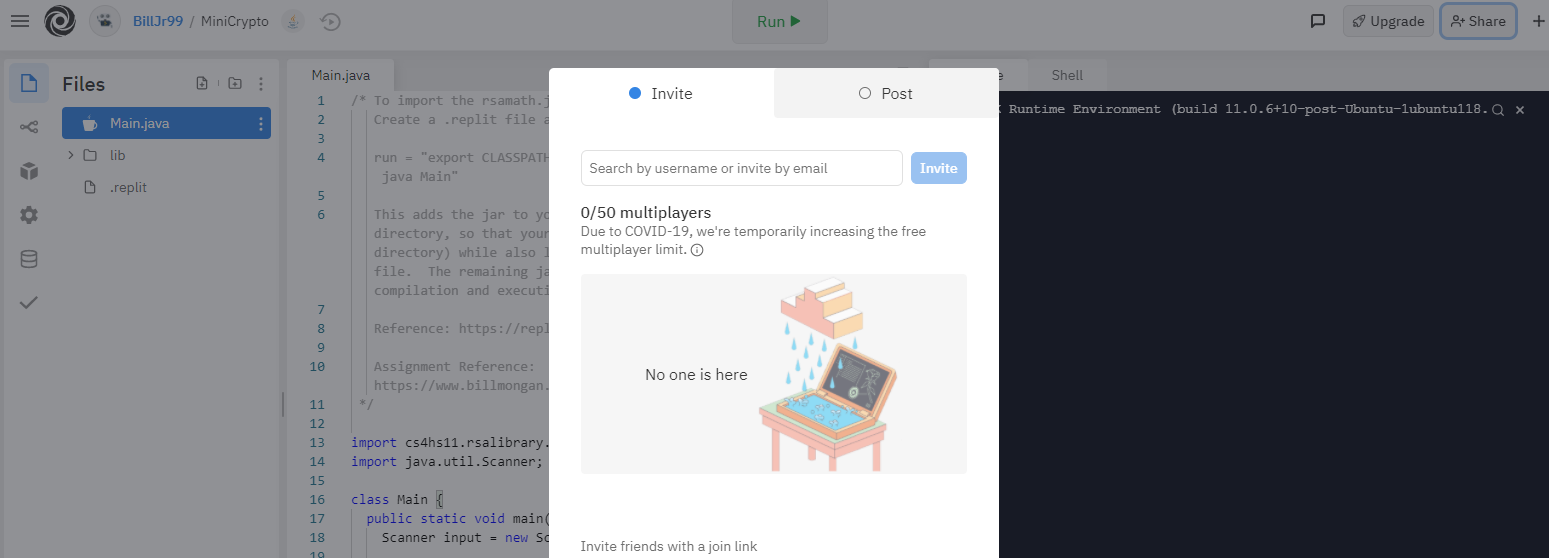 BillJr99 / MiniCrypto
Run
Upgrade
Share
Files
Main.java
lib
.replit
Main.java
1 /* To import the rsamath.j
2 Create a .replit file a
3
4 run = "export CLASSPATH
java Main"
5
6 This adds the jar to yo
directory, so that your
directory) while also l
file. The remaining ja
compilation and executi
7
8 Reference: https://repl
9
10 Assignment Reference:
https://www.billmongan.
11 */
12
13 import cs4hs11.rsalibrary.
14 import java.util.Scanner;
15
16 class Main {
17 public static void main(
18 Scanner input = new Sc
19
Invite
Post
Search by username or invite by email
Invite
0/50 multiplayers
Due to COVID-19, we're temporarily increasing the free
multiplayer limit.
No one is here
Invite friends with a join link
Shell
Runtime Environment (build 11.0.6+10-post-Ubuntu-1ubuntu118.